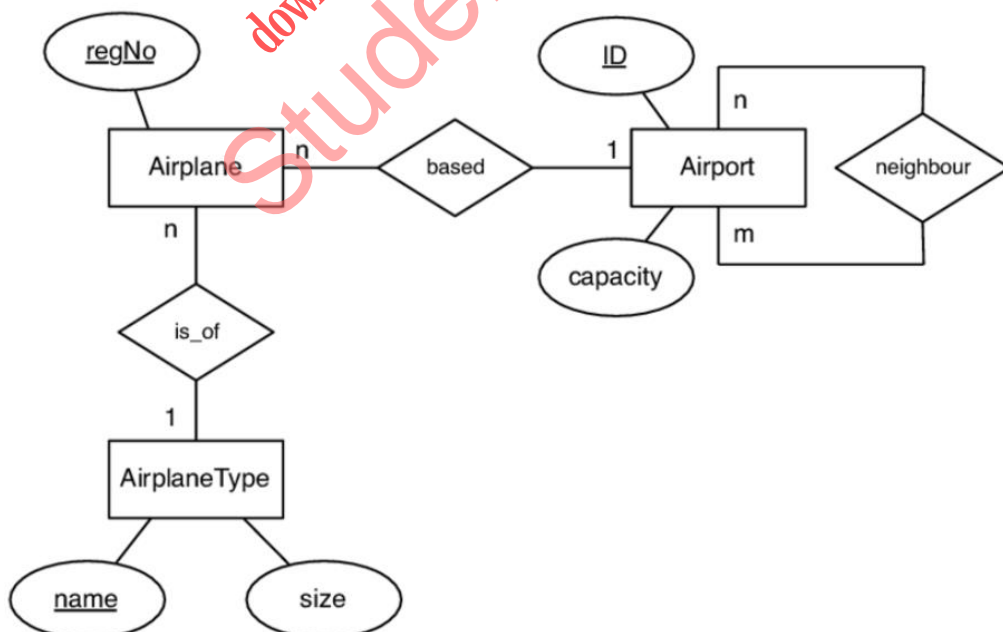 regNo
ID
n
Airplane
n
based
1
Airport
neighbour
n
m
capacity
is_of
1
AirplaneType
name
size